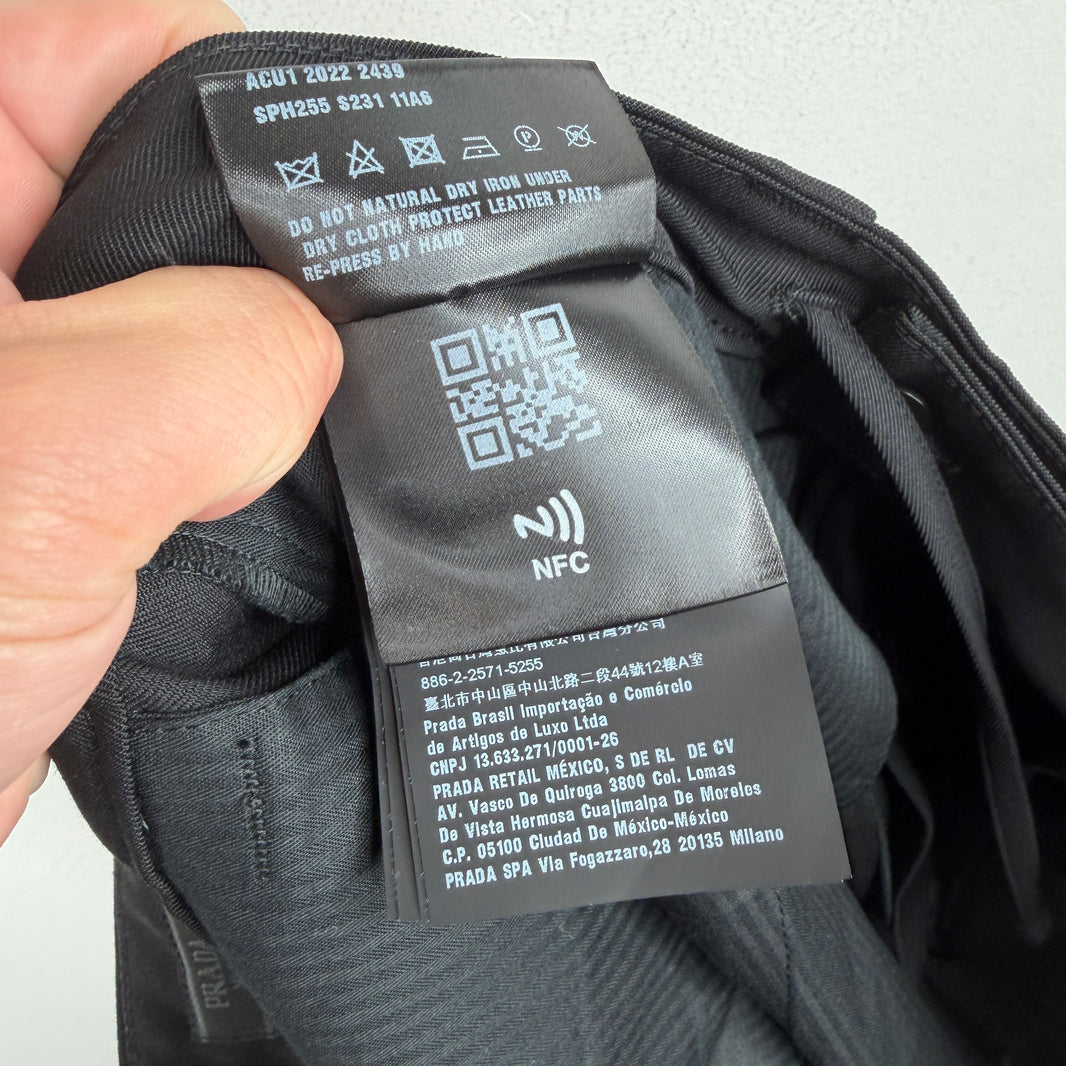 ACU1 2022 2439
SPH255 S231 11A6
P
DO NOT NATURAL DRY IRON UNDER
DRY CLOTH PROTECT LEATHER PARTS
RE-PRESS BY HAND
NFC
886-2-2571-5255
臺北市中山區中山北路二段44號12樓A室
Prada Brasil Importação e Comércio
de Artigos de Luxo Ltda
CNPJ 13.633.271/0001-26
PRADA RETAIL MÉXICO, S DE RL DE CV
AV. Vasco De Quiroga 3800 Col. Lomas
De Vista Hermosa Cuajimalpa De Morelos
C.P. 05100 Ciudad De México-México
PRADA SPA Via Fogazzaro,28 20135 Milano
PRADA